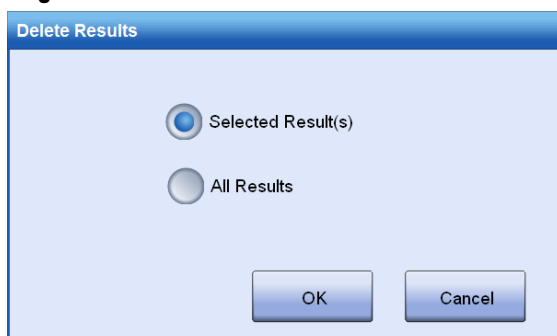 Delete Results
Selected Result(s)
All Results
OK
Cancel